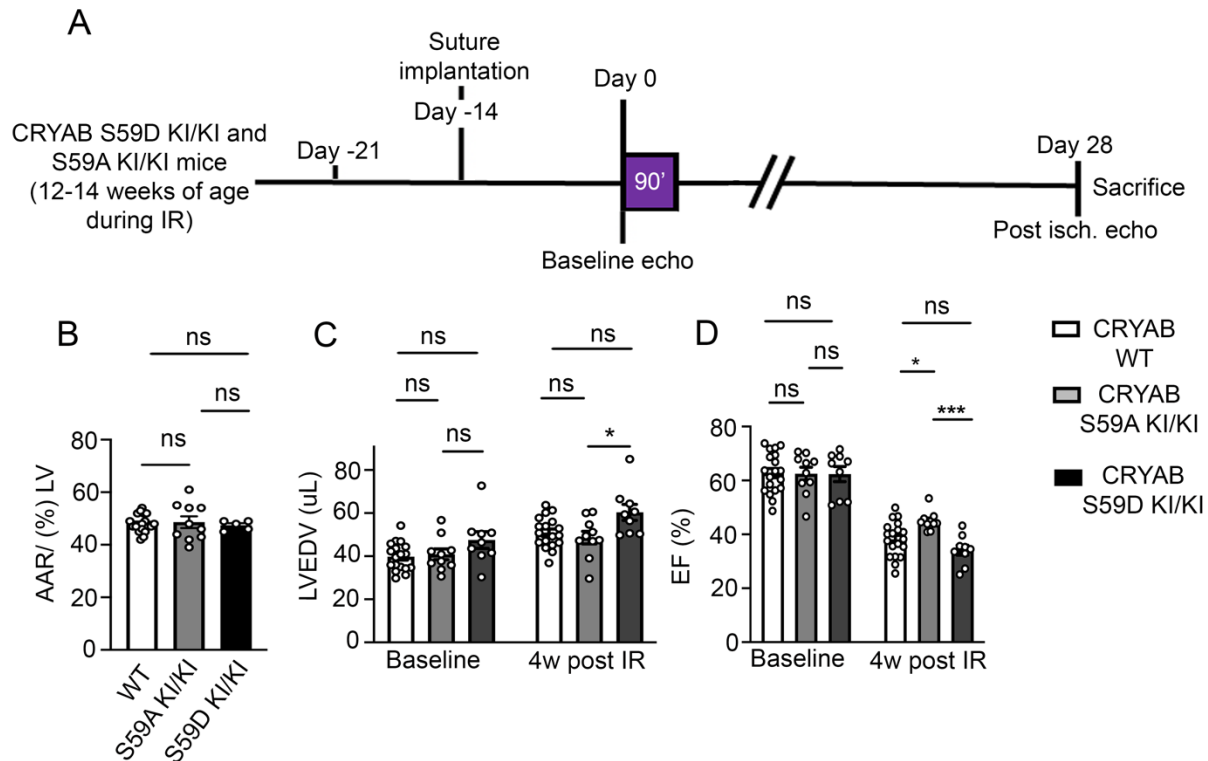 A
Suture
implantation
Day 0
Day -14
Day -21
CRYAB S59D KI/KI and
S59A KI/KI mice
(12-14 weeks of age
during IR)
90’
Day 28
Sacrifice
Baseline echo
Post isch. echo
B
ns
ns
ns
AAR/ (%) LV
80
60
40
20
0
WT
S59A KI/KI
S59D KI/KI
C
ns
ns
ns
ns
ns
*
LVEDV (uL)
80
60
40
20
0
Baseline
4w post IR
D
ns
ns
ns
ns
*
***
EF (%)
80
60
40
20
0
Baseline
4w post IR
CRYAB
WT
CRYAB
S59A KI/KI
CRYAB
S59D KI/KI